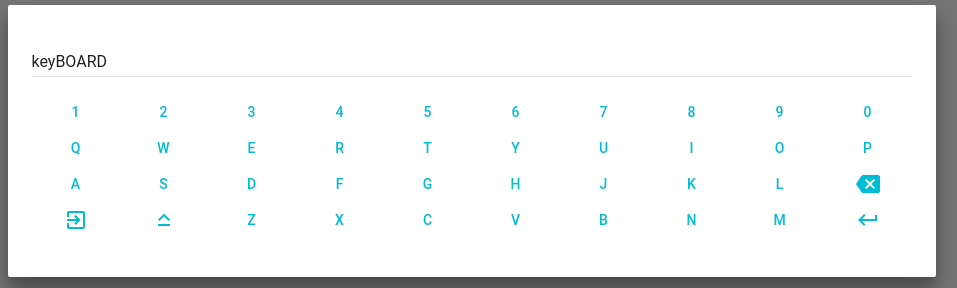 keyBOARD
1 2 3 4 5 6 7 8 9 0
Q W E R T Y U I O P
A S D F G H J K L
Z X C V B N M